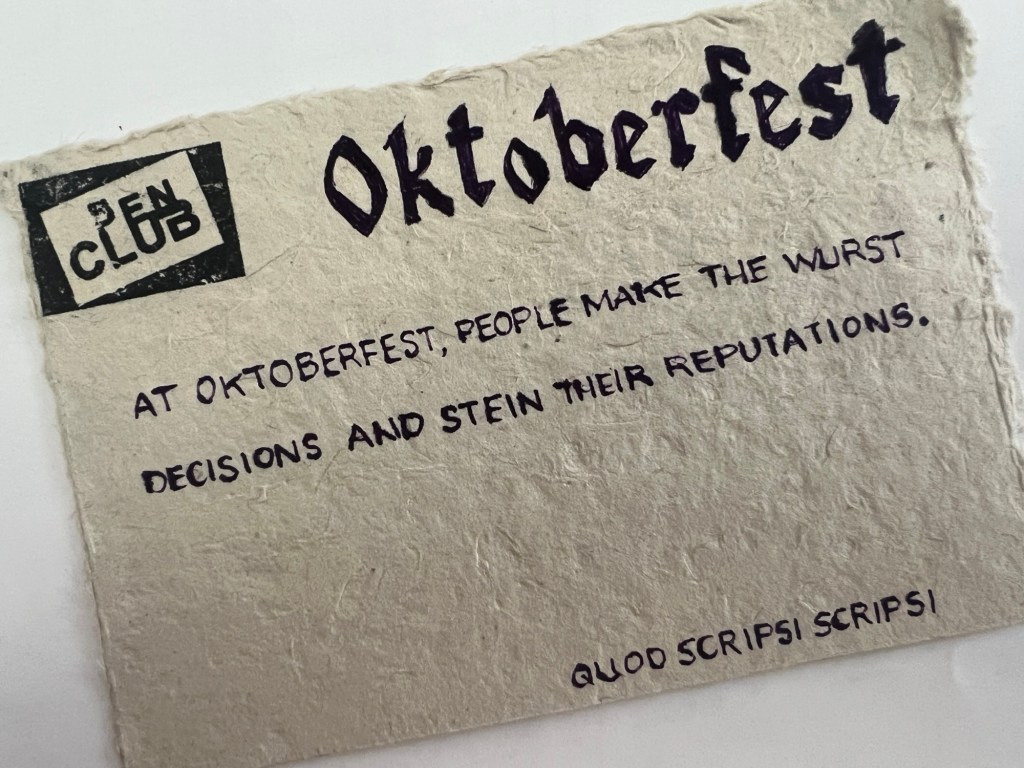 Oktoberfest
PEN
CLUB
AT OKTOBERFEST, PEOPLE MAKE THE WURST
DECISIONS AND STEIN THEIR REPUTATIONS.
QUOD SCRIPSI SCRIPSI